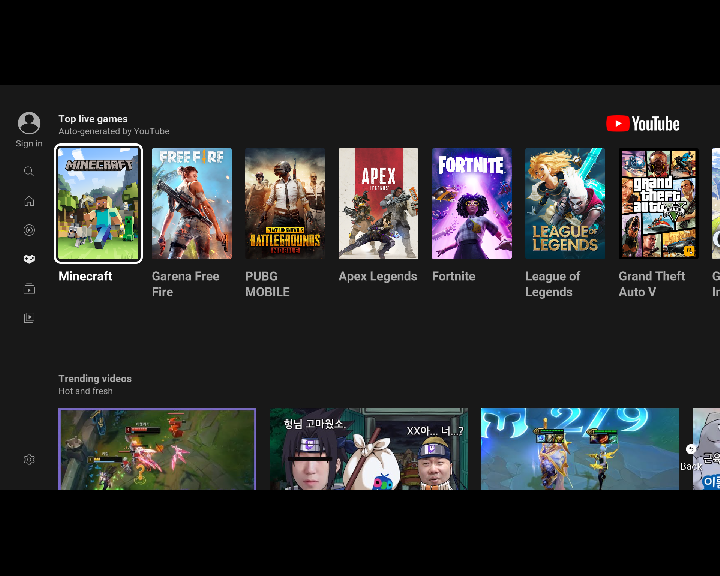 Top live games
Auto-generated by YouTube
YouTube
Sign in
MINECRAFT
FREE FIRE
BATTLEGROUNDS
APEX
LEGENDS
FORTNITE
LEAGUE OF
LEGENDS
grand
theft
auto
Minecraft
Garena Free
Fire
PUBG
MOBILE
Apex Legends
Fortnite
League of
Legends
Grand Theft
Auto V
Trending videos
Hot and fresh
형님 고마웠소.
XX아... 너..?
Back